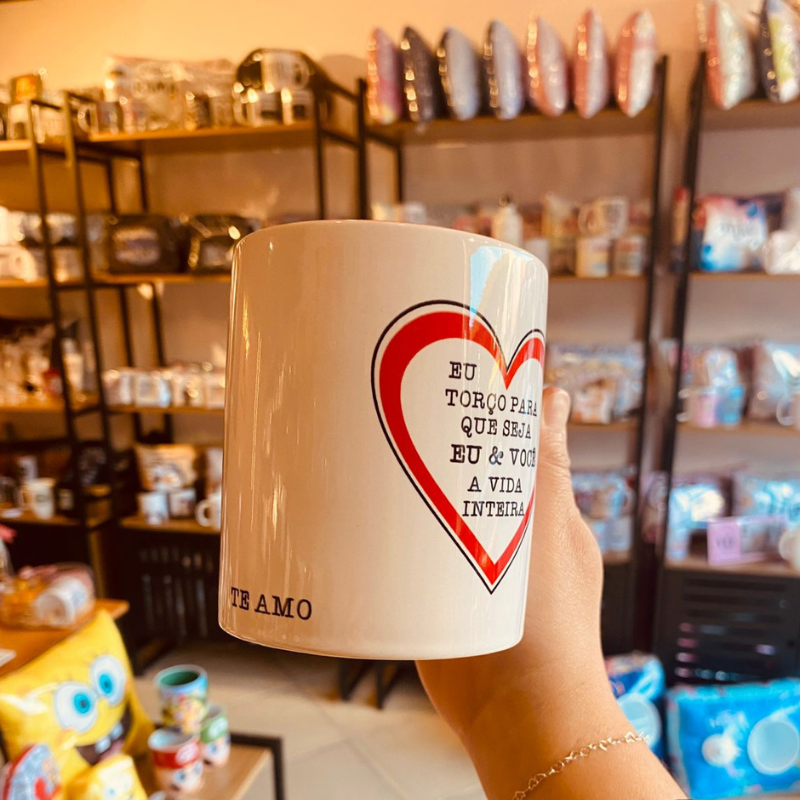 EU
TORÇO PARA
QUE SEJA
EU & VOCÊ
A VIDA
INTEIRA
TE AMO